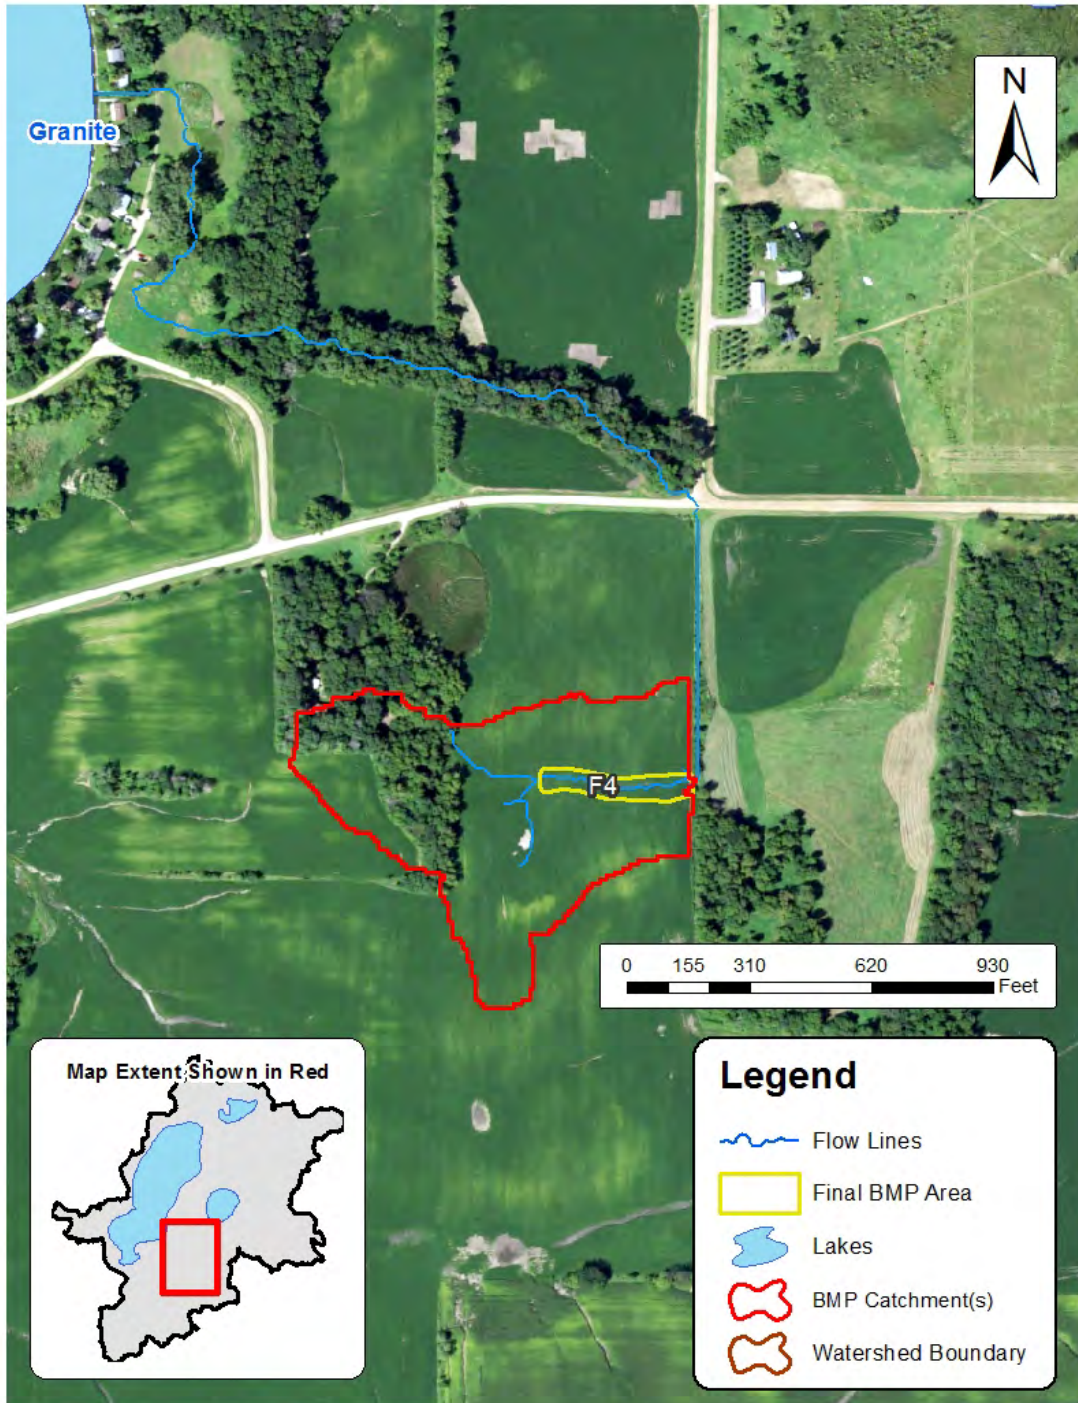 N
Granite
F4
0 155 310 620 930
Feet
Map Extent Shown in Red
Legend
Flow Lines
Final BMP Area
Lakes
BMP Catchment(s)
Watershed Boundary